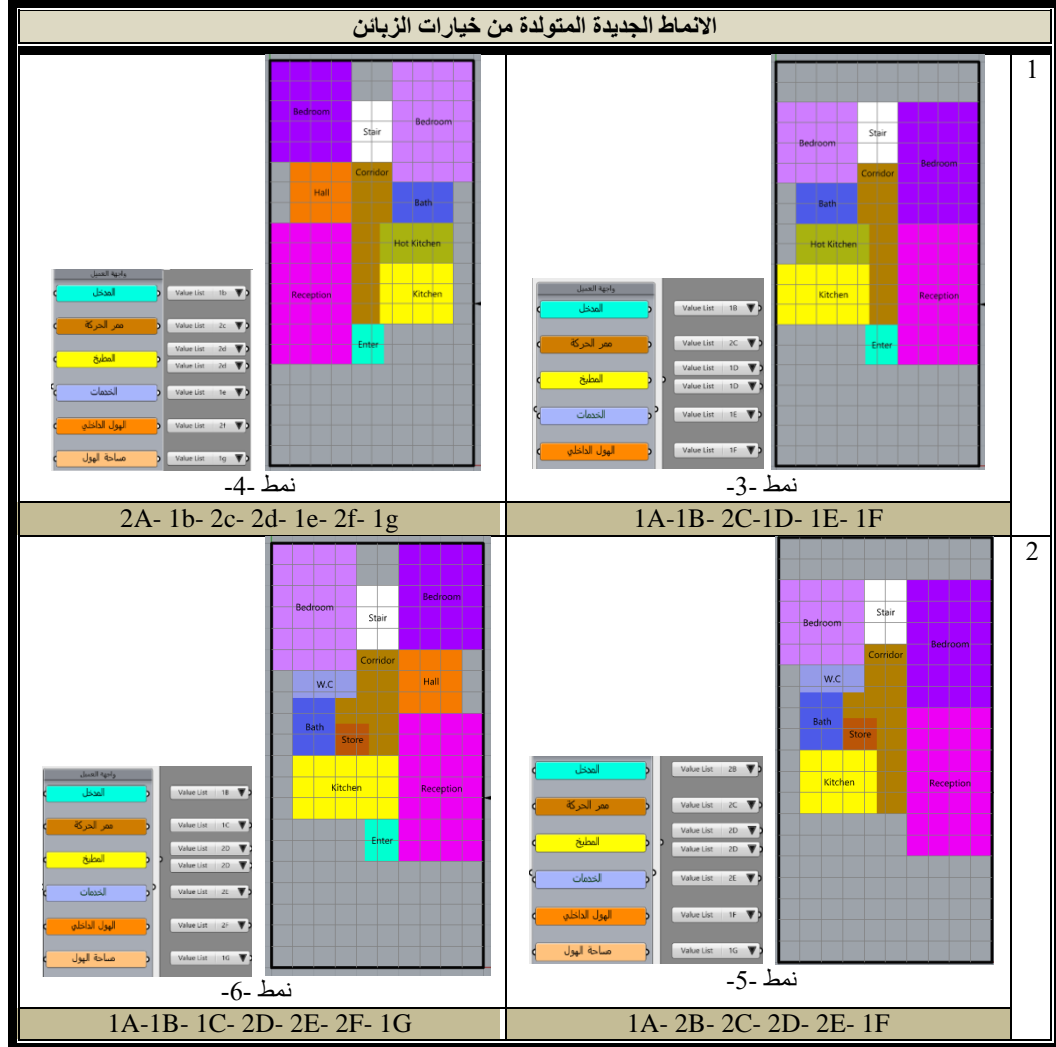 الانماط الجديدة المتولدة من خيارات الزبائن
1
Bedroom
Stair
Bedroom
Corridor
Bath
Hot Kitchen
Kitchen
Reception
Enter
واجهة العميل
المدخل
Value List 1B
ممر الحركة
Value List 2C
Value List 1D
المطبخ
Value List 1D
الخدمات
Value List 1E
الهول الداخلي
Value List 1F
نمط -3-
1A-1B- 2C-1D- 1E- 1F
Bedroom
Stair
Bedroom
Corridor
Hall
Bath
Hot Kitchen
Reception
Kitchen
Enter
واجهة العميل
المدخل
Value List 1b
ممر الحركة
Value List 2c
Value List 2d
المطبخ
Value List 2d
الخدمات
Value List 1e
الهول الداخلي
Value List 2f
مساحة الهول
Value List 1g
نمط -4-
2A- 1b- 2c- 2d- 1e- 2f- 1g
2
Bedroom
Stair
Bedroom
Corridor
W.C
Bath
Store
Kitchen
Reception
المدخل
Value List 2B
ممر الحركة
Value List 2C
Value List 2D
المطبخ
Value List 2D
الخدمات
Value List 2E
الهول الداخلي
Value List 1F
مساحة الهول
Value List 1G
نمط -5-
1A- 2B- 2C- 2D- 2E- 1F
Bedroom
Stair
Bedroom
Corridor
W.C
Hall
Bath
Store
Kitchen
Reception
Enter
واجهة العميل
المدخل
Value List 1B
ممر الحركة
Value List 1C
Value List 2D
المطبخ
Value List 2D
الخدمات
Value List 2E
الهول الداخلي
Value List 2F
مساحة الهول
Value List 1G
نمط -6-
1A-1B- 1C- 2D- 2E- 2F- 1G